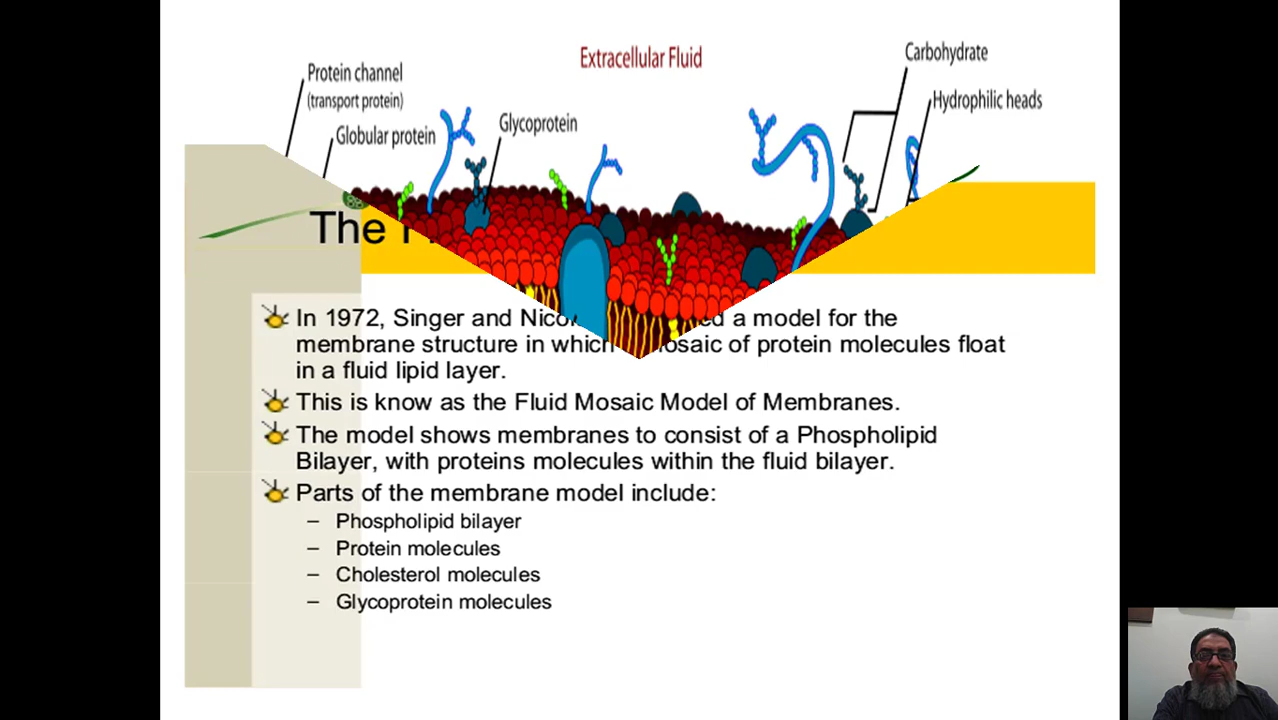 Extracellular Fluid
Carbohydrate
Protein channel
(transport protein)
Hydrophilic heads
Globular protein
Glycoprotein
The
In 1972, Singer and a model for the
membrane structure in which mosaic of protein molecules float
in a fluid lipid layer.
This is know as the Fluid Mosaic Model of Membranes.
The model shows membranes to consist of a Phospholipid
Bilayer, with proteins molecules within the fluid bilayer.
Parts of the membrane model include:
– Phospholipid bilayer
– Protein molecules
– Cholesterol molecules
– Glycoprotein molecules